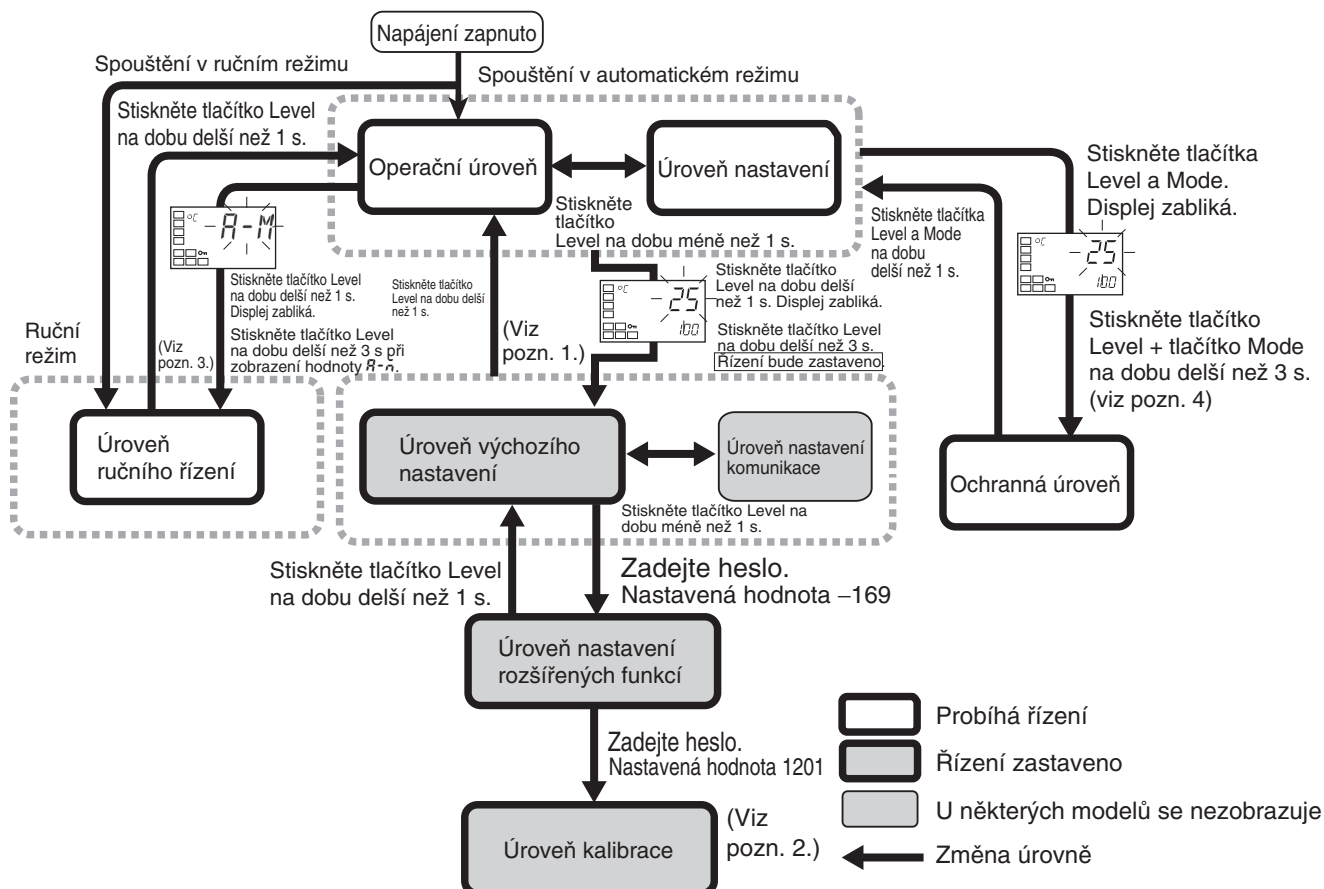 Napájení zapnuto
Spouštění v ručním režimu
Spouštění v automatickém režimu
Stiskněte tlačítko Level
na dobu delší než 1 s.
Operační úroveň
Úroveň nastavení
Stiskněte
tlačítko
Level na dobu méně než 1 s.
Stiskněte tlačítka
Level a Mode.
Displej zabliká.
Stiskněte tlačítka
Level a Mode
na dobu
delší než 1 s.
°C
A-M
°C
25
100
°C
25
100
Stiskněte tlačítko Level
na dobu delší než 1 s.
Displej zabliká.
Stiskněte tlačítko Level
na dobu delší než 3 s při
zobrazení hodnoty A-n.
Stiskněte tlačítko
Level na dobu delší
než 1 s.
(Viz
pozn. 1.)
Stiskněte tlačítko
Level na dobu delší
než 1 s. Displej zabliká.
Stiskněte tlačítko Level
na dobu delší než 3 s.
Řízení bude zastaveno.
Stiskněte tlačítko
Level + tlačítko Mode
na dobu delší než 3 s.
(viz pozn. 4)
Ruční
režim
(Viz
pozn. 3.)
Úroveň
ručního řízení
Úroveň výchozího
nastavení
Úroveň nastavení
komunikace
Ochranná úroveň
Stiskněte tlačítko Level na
dobu méně než 1 s.
Stiskněte tlačítko Level
na dobu delší než 1 s.
Zadejte heslo.
Nastavená hodnota –169
Úroveň nastavení
rozšířených funkcí
Zadejte heslo.
Nastavená hodnota 1201
Úroveň kalibrace
(Viz
pozn. 2.)
Probíhá řízení
Řízení zastaveno
U některých modelů se nezobrazuje
Změna úrovně